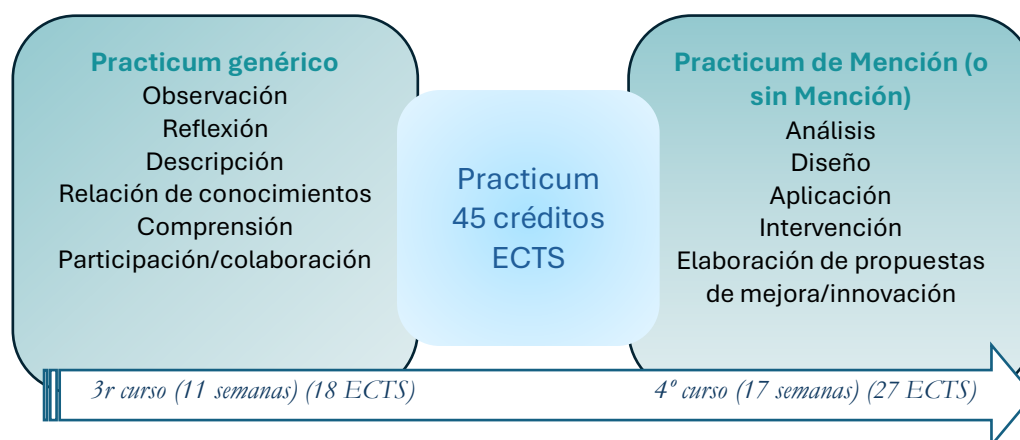 Practicum genérico
Observación
Reflexión
Descripción
Relación de conocimientos
Comprensión
Participación/colaboración
Practicum
45 créditos
ECTS
Practicum de Mención (o
sin Mención)
Análisis
Diseño
Aplicación
Intervención
Elaboración de propuestas
de mejora/innovación
3r curso (11 semanas) (18 ECTS)
4º curso (17 semanas) (27 ECTS)